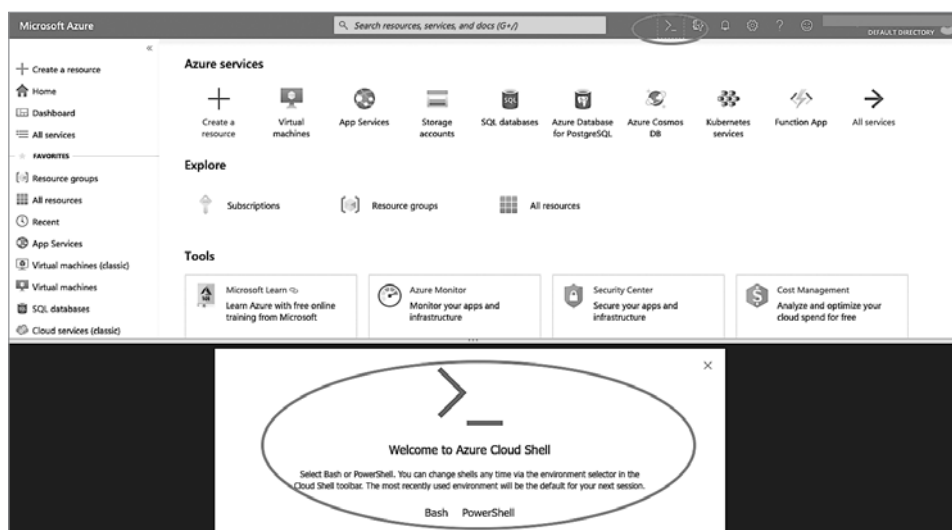 Microsoft Azure
Search resources, services, and docs (G+/)
DEFAULT DIRECTORY
Create a resource
Home
Dashboard
All services
FAVORITES
Resource groups
All resources
Recent
App Services
Virtual machines (classic)
Virtual machines
SQL databases
Cloud services (classic)
Azure services
Create a
resource
Virtual
machines
App Services
Storage
accounts
SQL databases
Azure Database
for PostgreSQL
Azure Cosmos
DB
Kubernetes
services
Function App
All services
Explore
Subscriptions
Resource groups
All resources
Tools
Microsoft Learn
Learn Azure with free online
training from Microsoft
Azure Monitor
Monitor your apps and
infrastructure
Security Center
Secure your apps and
infrastructure
Cost Management
Analyze and optimize your
cloud spend for free
Welcome to Azure Cloud Shell
Select Bash or PowerShell. You can change shells any time via the environment selector in the
Cloud Shell toolbar. The most recently used environment will be the default for your next session.
Bash PowerShell